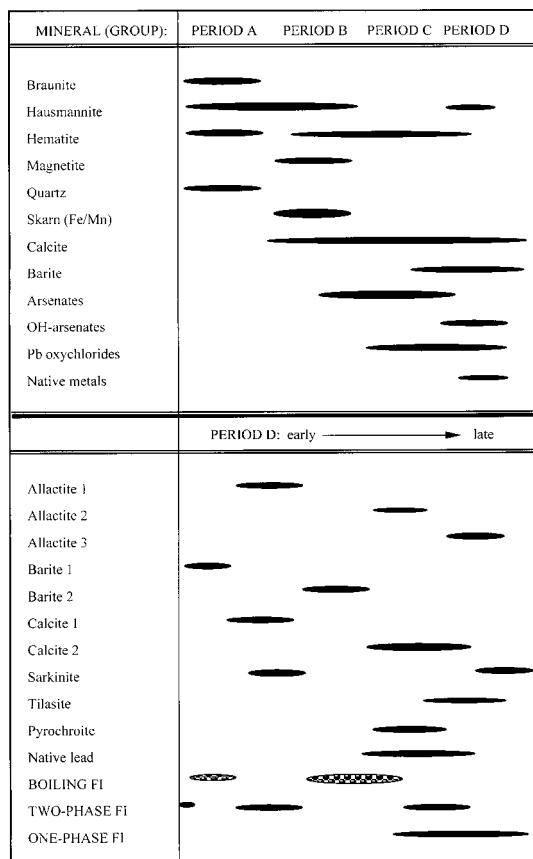 MINERAL (GROUP): PERIOD A PERIOD B PERIOD C PERIOD D
Braunite
Hausmannite
Hematite
Magnetite
Quartz
Skarn (Fe/Mn)
Calcite
Barite
Arsenates
OH-arsenates
Pb oxychlorides
Native metals
PERIOD D: early late
Allactite 1
Allactite 2
Allactite 3
Barite 1
Barite 2
Calcite 1
Calcite 2
Sarkinite
Tilasite
Pyrochroite
Native lead
BOILING FI
TWO-PHASE FI
ONE-PHASE FI